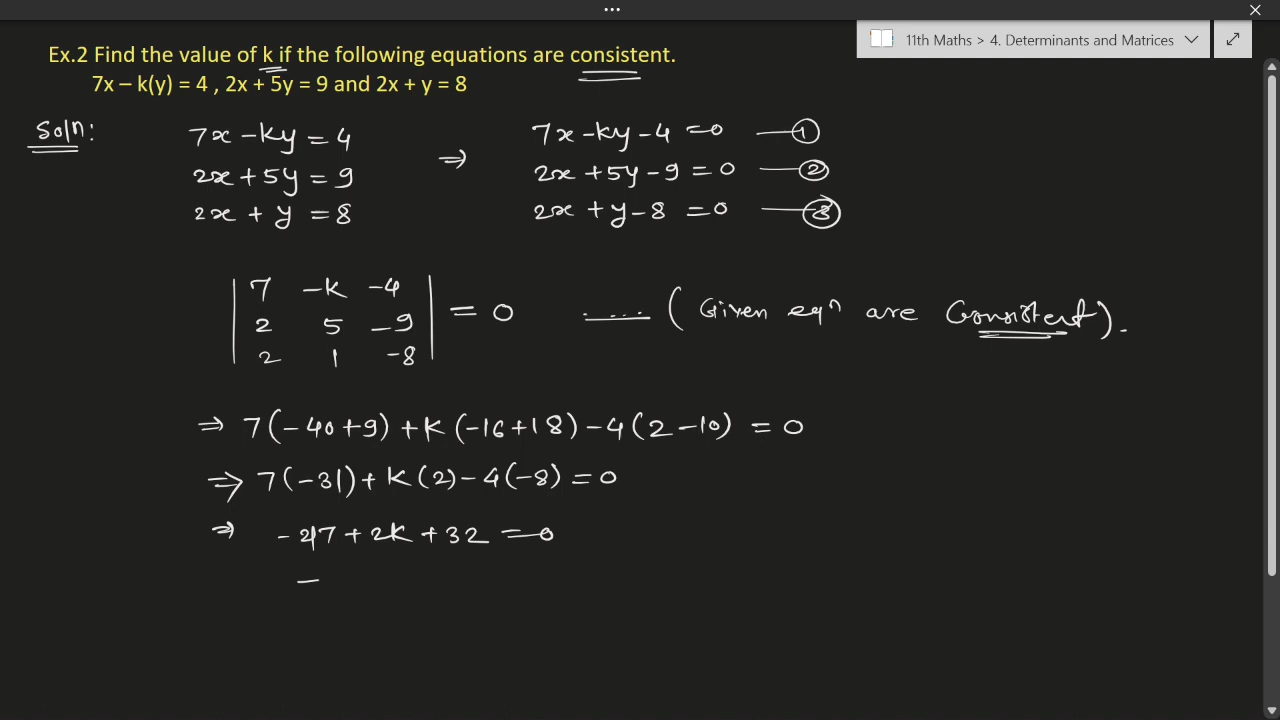 11th Maths > 4. Determinants and Matrices
Ex.2 Find the value of k if the following equations are consistent.
7x – k(y) = 4 , 2x + 5y = 9 and 2x + y = 8
Soln: 7x - ky = 4 ⇒ 7x - ky - 4 = 0 —①
2x + 5y = 9 2x + 5y - 9 = 0 —②
2x + y = 8 2x + y - 8 = 0 —③
| 7 -k -4 |
| 2 5 -9 | = 0 ...... ( Given eqn are Consistent).
| 2 1 -8 |
⇒ 7(-40+9) + k(-16+18) - 4(2-10) = 0
⇒ 7(-31) + k(2) - 4(-8) = 0
⇒ -217 + 2k + 32 = 0
-